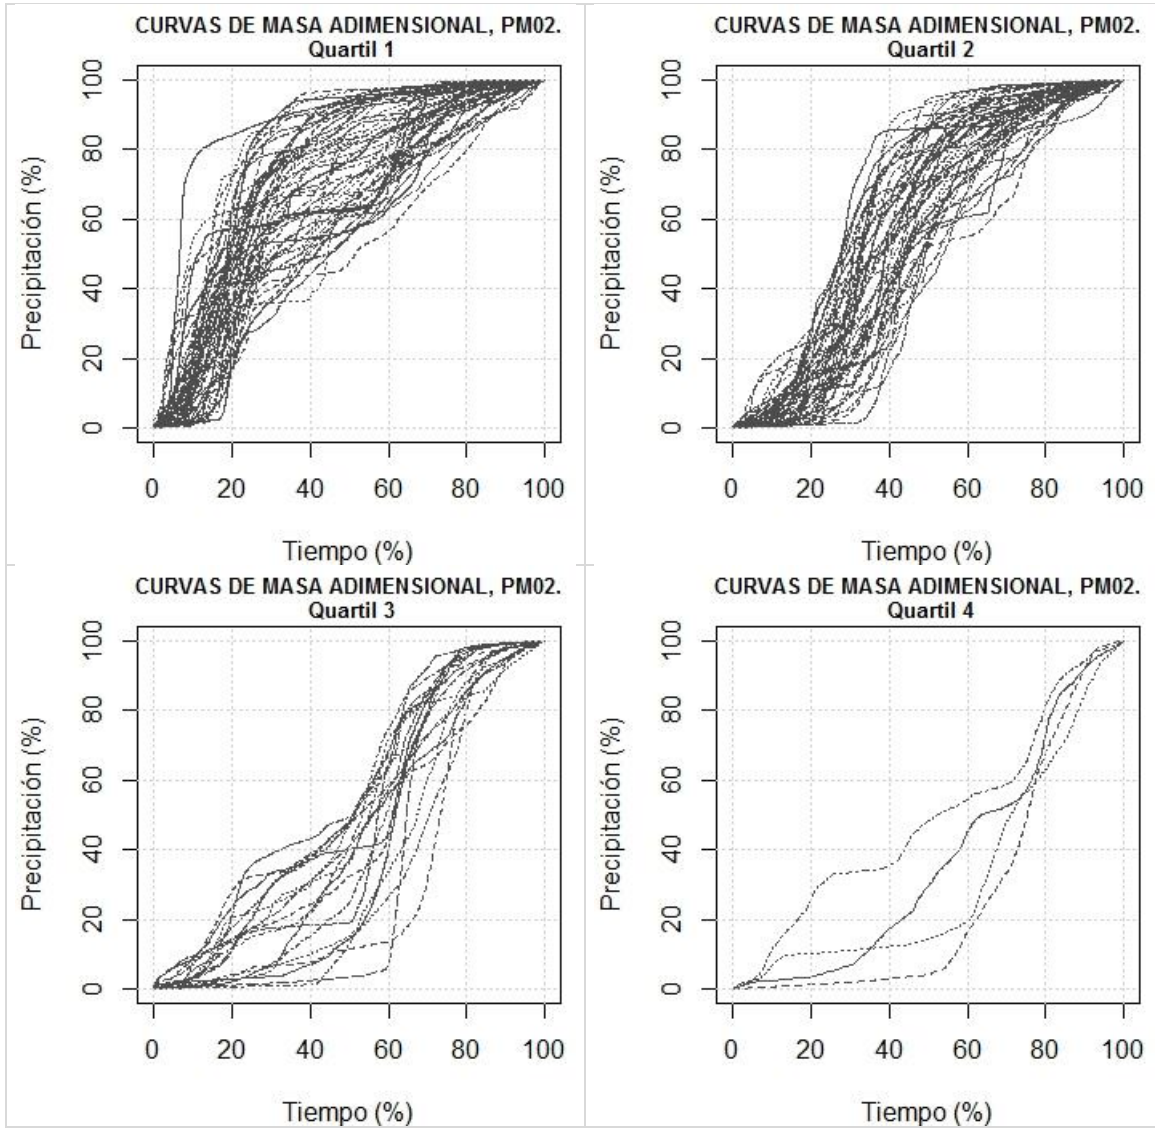 CURVAS DE MASA ADIMENSIONAL, PM02.
Quartil 1
Precipitación (%)
100
80
60
40
20
0
0 20 40 60 80 100
Tiempo (%)
CURVAS DE MASA ADIMENSIONAL, PM02.
Quartil 2
Precipitación (%)
100
80
60
40
20
0
0 20 40 60 80 100
Tiempo (%)
CURVAS DE MASA ADIMENSIONAL, PM02.
Quartil 3
Precipitación (%)
100
80
60
40
20
0
0 20 40 60 80 100
Tiempo (%)
CURVAS DE MASA ADIMENSIONAL, PM02.
Quartil 4
Precipitación (%)
100
80
60
40
20
0
0 20 40 60 80 100
Tiempo (%)